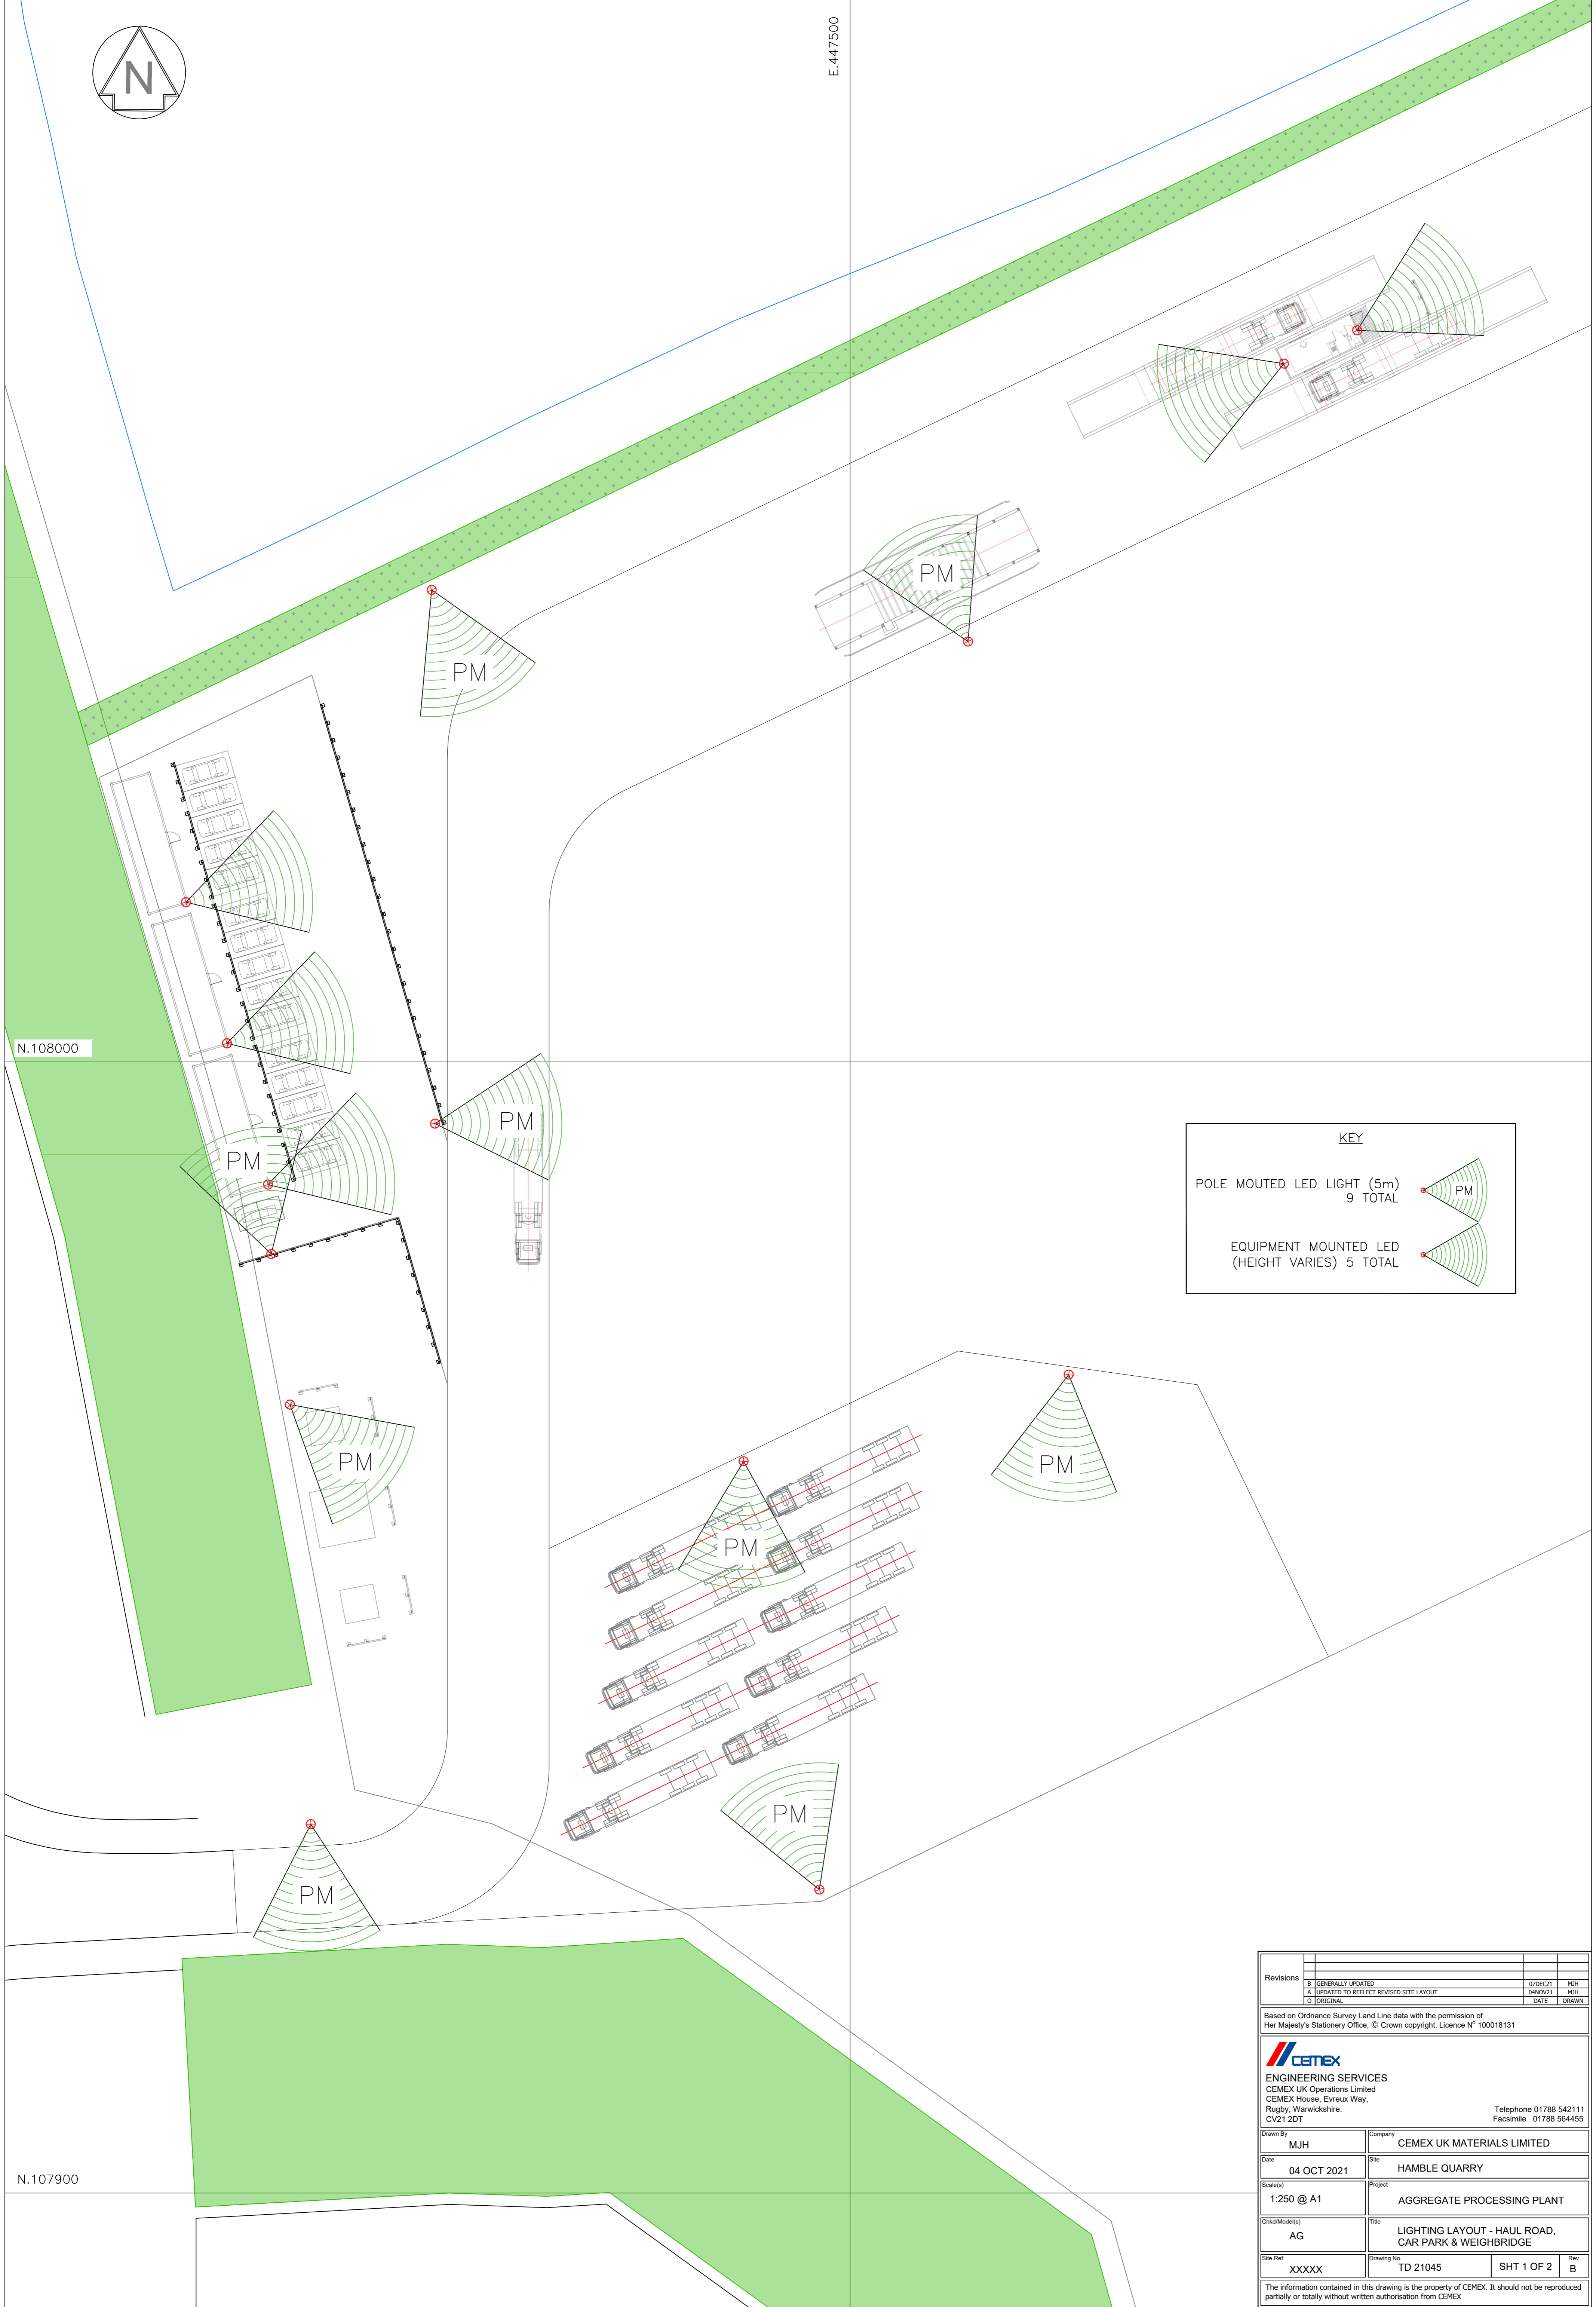 N
E.447500
PM
PM
N.108000
PM
PM
KEY
POLE MOUTED LED LIGHT (5m)
9 TOTAL
PM
EQUIPMENT MOUNTED LED
(HEIGHT VARIES) 5 TOTAL
PM
PM
PM
PM
PM
N.107900
Revisions
B GENERALLY UPDATED 07DEC21 MJH
A UPDATED TO REFLECT REVISED SITE LAYOUT 04NOV21 MJH
O ORIGINAL DATE DRAWN
Based on Ordnance Survey Land Line data with the permission of
Her Majesty's Stationery Office, © Crown copyright. Licence Nº 100018131
CEMEX
ENGINEERING SERVICES
CEMEX UK Operations Limited
CEMEX House, Evreux Way,
Rugby, Warwickshire.
CV21 2DT
Telephone 01788 542111
Facsimile 01788 564455
Drawn By
MJH
Company
CEMEX UK MATERIALS LIMITED
Date
04 OCT 2021
Site
HAMBLE QUARRY
Scale(s)
1:250 @ A1
Project
AGGREGATE PROCESSING PLANT
Chkd/Model(s)
AG
Title
LIGHTING LAYOUT - HAUL ROAD,
CAR PARK & WEIGHBRIDGE
Site Ref.
XXXXX
Drawing No.
TD 21045
SHT 1 OF 2
Rev
B
The information contained in this drawing is the property of CEMEX. It should not be reproduced
partially or totally without written authorisation from CEMEX